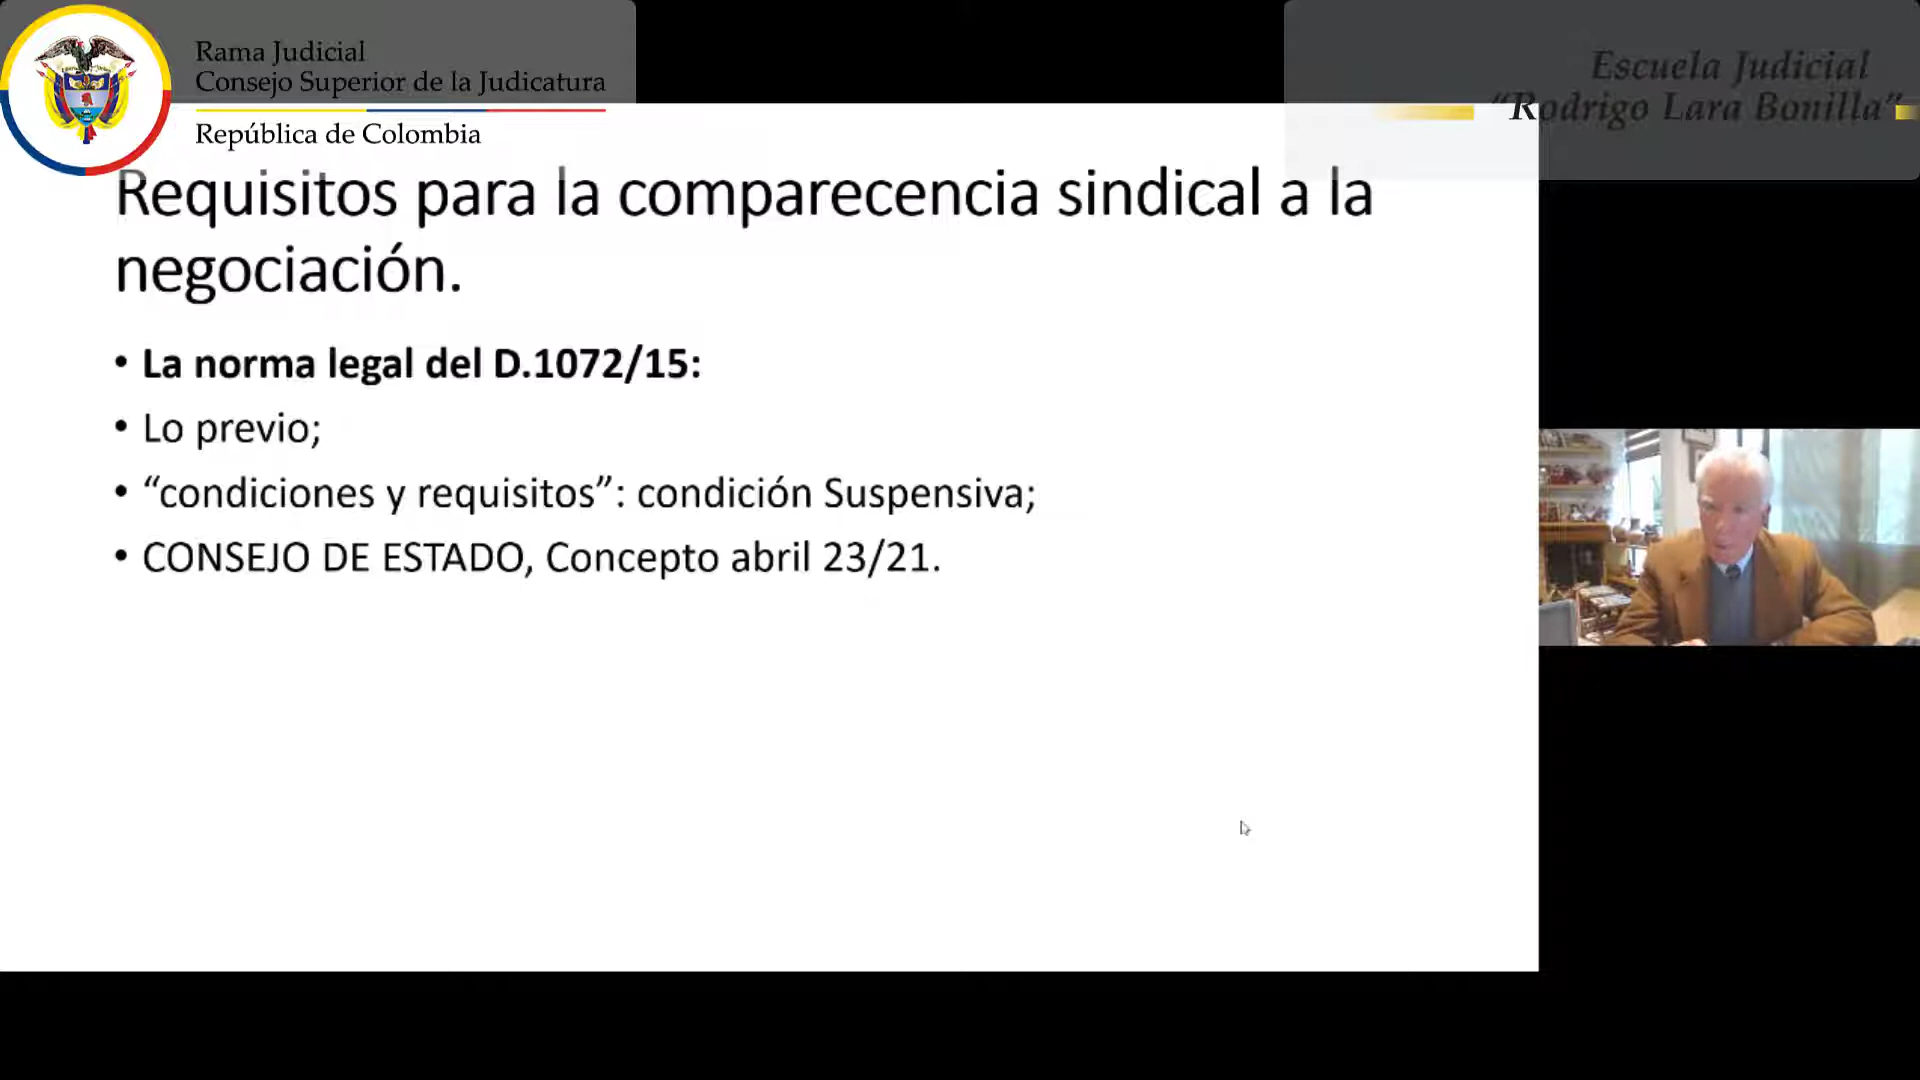 Rama Judicial
Consejo Superior de la Judicatura
República de Colombia
Escuela Judicial
“Rodrigo Lara Bonilla”
Requisitos para la comparecencia sindical a la
negociación.
• La norma legal del D.1072/15:
• Lo previo;
• “condiciones y requisitos”: condición Suspensiva;
• CONSEJO DE ESTADO, Concepto abril 23/21.